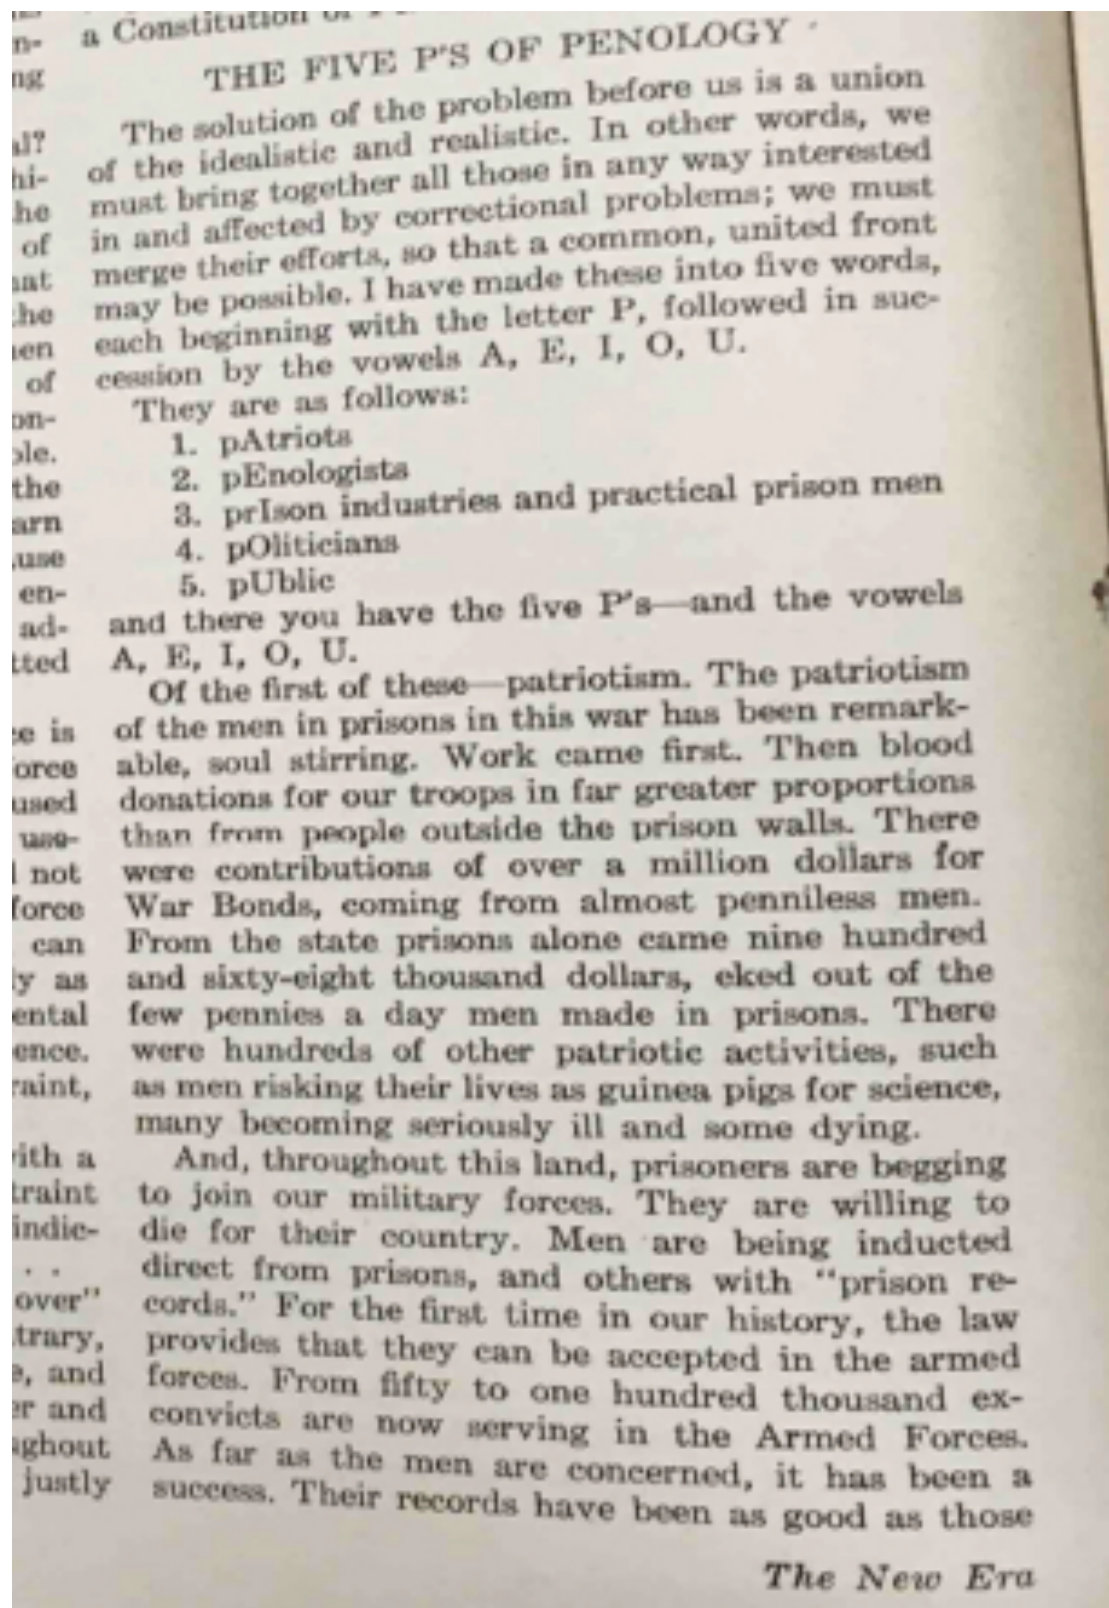 a Constitution
THE FIVE P'S OF PENOLOGY
The solution of the problem before us is a union
of the idealistic and realistic. In other words, we
must bring together all those in any way interested
in and affected by correctional problems; we must
merge their efforts, so that a common, united front
may be possible. I have made these into five words,
each beginning with the letter P, followed in suc-
cession by the vowels A, E, I, O, U.
They are as follows:
1. pAtriots
2. pEnologists
3. prIson industries and practical prison men
4. pOliticians
5. pUblic
and there you have the five P's—and the vowels
A, E, I, O, U.
Of the first of these—patriotism. The patriotism
of the men in prisons in this war has been remark-
able, soul stirring. Work came first. Then blood
donations for our troops in far greater proportions
than from people outside the prison walls. There
were contributions of over a million dollars for
War Bonds, coming from almost penniless men.
From the state prisons alone came nine hundred
and sixty-eight thousand dollars, eked out of the
few pennies a day men made in prisons. There
were hundreds of other patriotic activities, such
as men risking their lives as guinea pigs for science,
many becoming seriously ill and some dying.
And, throughout this land, prisoners are begging
to join our military forces. They are willing to
die for their country. Men are being inducted
direct from prisons, and others with "prison re-
cords." For the first time in our history, the law
provides that they can be accepted in the armed
forces. From fifty to one hundred thousand ex-
convicts are now serving in the Armed Forces.
As far as the men are concerned, it has been a
success. Their records have been as good as those
The New Era